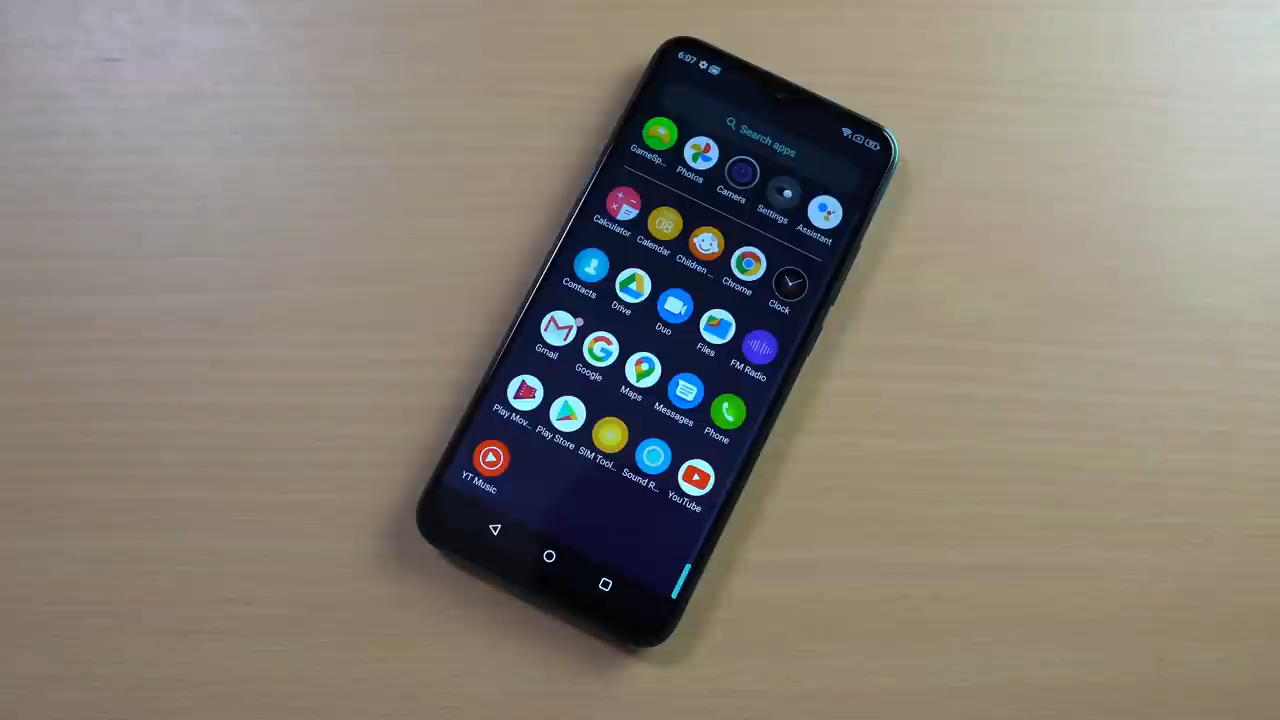 6:07
Search apps
GameSp... Photos Camera Settings Assistant
Calculator Calendar Children ... Chrome Clock
08
Contacts Drive Duo Files FM Radio
Gmail Google Maps Messages Phone
Play Mov... Play Store SIM Tool... Sound R... YouTube
YT Music